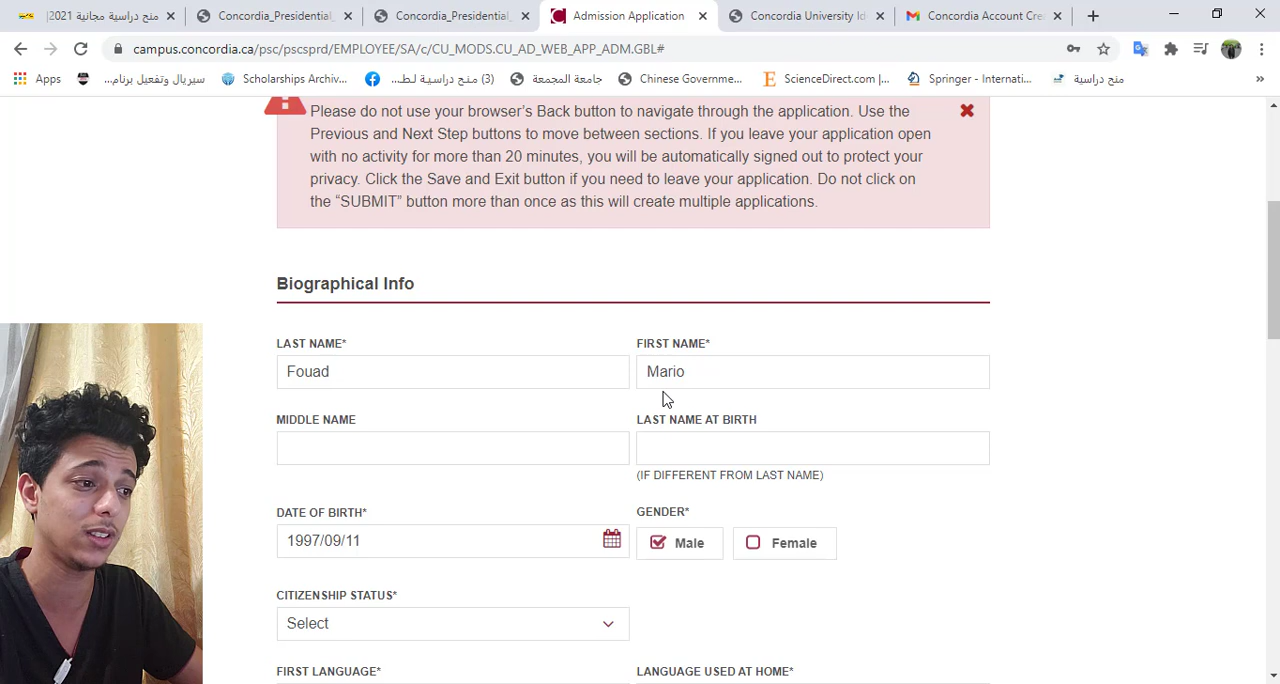 منح دراسية مجانية 2021|
Concordia_Presidential_
Concordia_Presidential_
Admission Application
Concordia University Id
Concordia Account Cre
campus.concordia.ca/psc/pscsprd/EMPLOYEE/SA/c/CU_MODS.CU_AD_WEB_APP_ADM.GBL#
Apps
سيريال وتفعيل برنام...
Scholarships Archiv...
(3) منح دراسية لطـ...
جامعة المجمعة
Chinese Governme...
ScienceDirect.com |...
Springer - Internati...
منح دراسية
»
Please do not use your browser’s Back button to navigate through the application. Use the
Previous and Next Step buttons to move between sections. If you leave your application open
with no activity for more than 20 minutes, you will be automatically signed out to protect your
privacy. Click the Save and Exit button if you need to leave your application. Do not click on
the “SUBMIT” button more than once as this will create multiple applications.
Biographical Info
LAST NAME*
FIRST NAME*
Fouad
Mario
MIDDLE NAME
LAST NAME AT BIRTH
(IF DIFFERENT FROM LAST NAME)
DATE OF BIRTH*
GENDER*
1997/09/11
Male
Female
CITIZENSHIP STATUS*
Select
FIRST LANGUAGE*
LANGUAGE USED AT HOME*